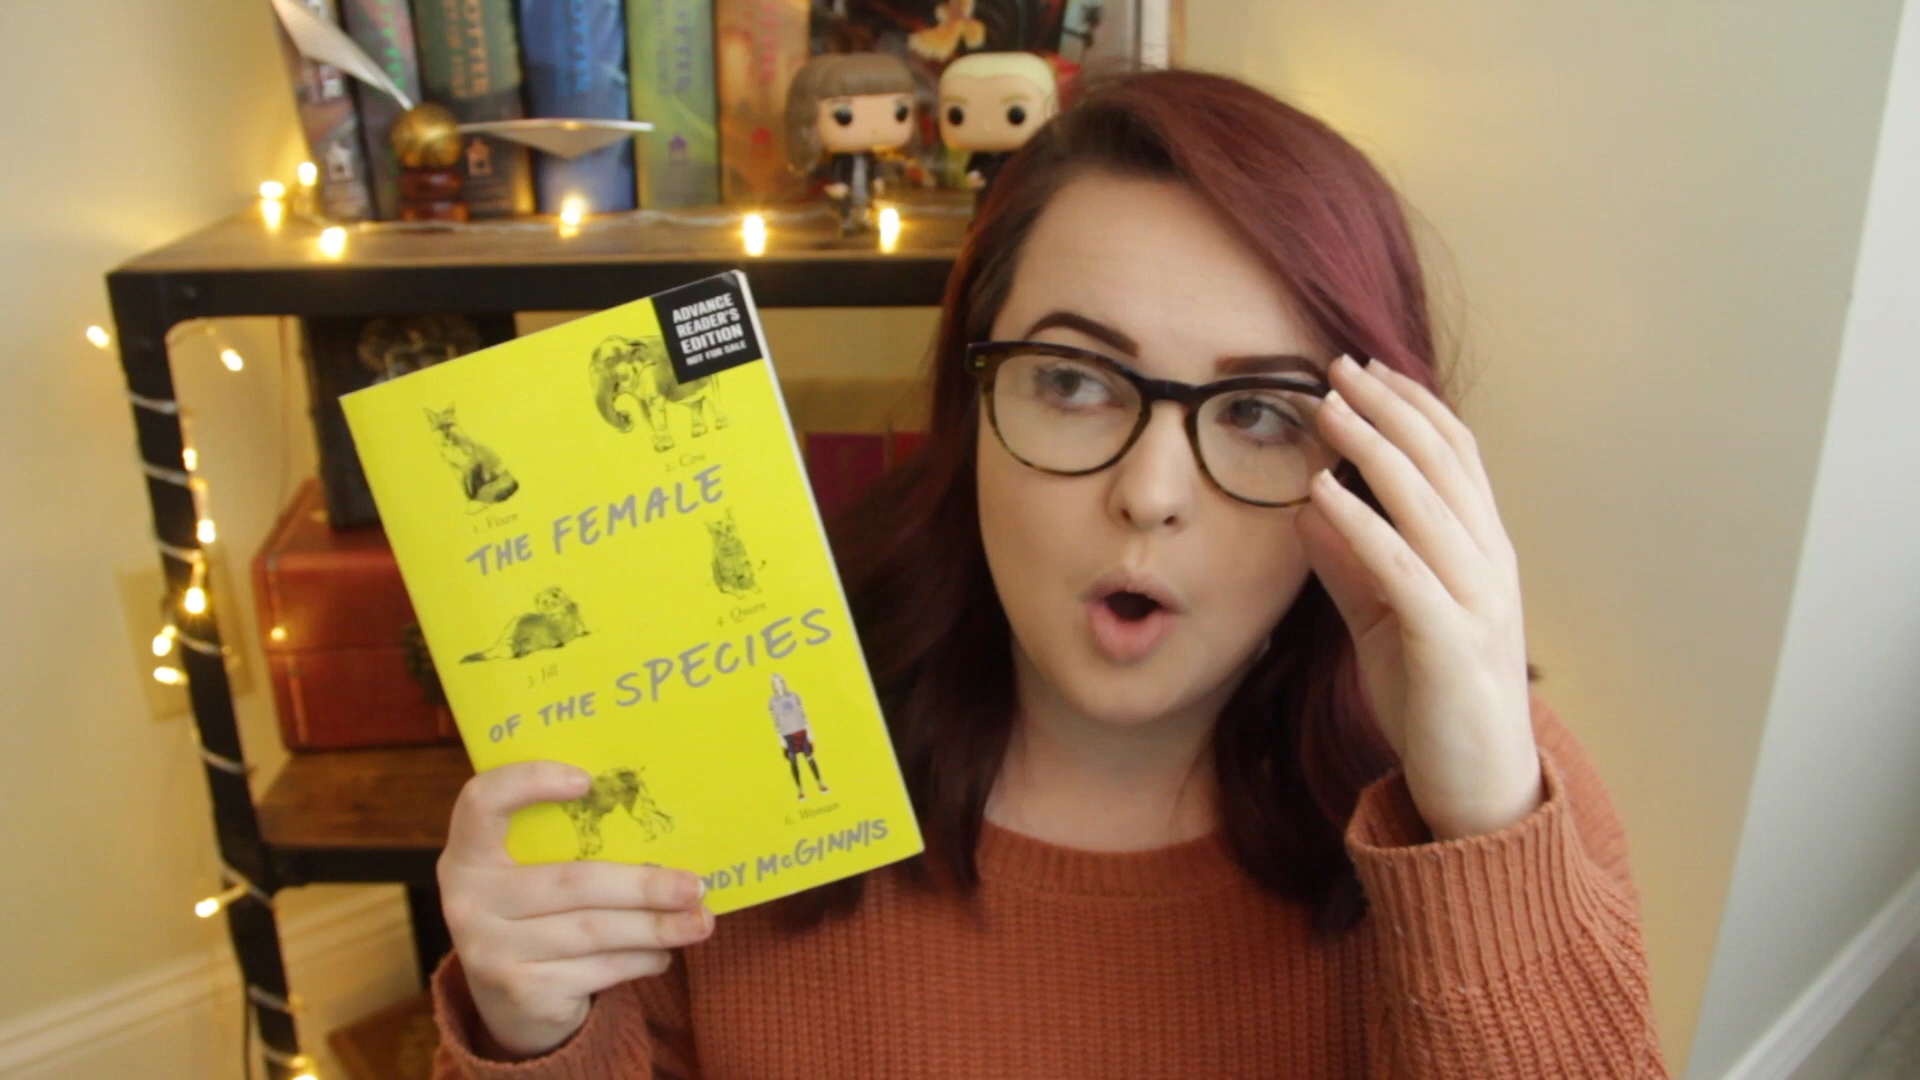 ADVANCE
READER'S
EDITION
NOT FOR SALE
2. Cow
1. Vixen
THE FEMALE
4. Queen
3. Jill
OF THE SPECIES
6. Woman
NDY McGINNIS